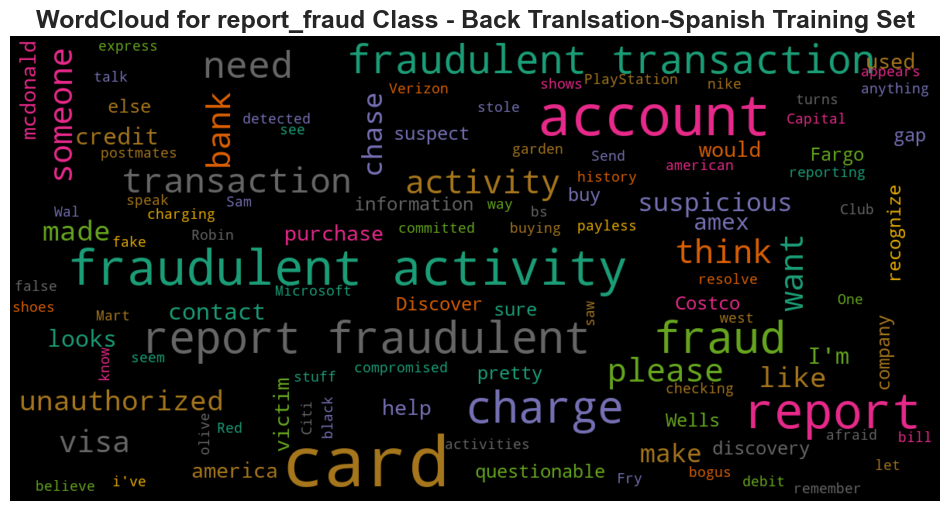 WordCloud for report_fraud Class - Back Tranlsation-Spanish Training Set
mcdonald
someone
express
talk
else
credit
postmates
need
bank
detected
see
fraudulent transaction
chase
Verizon
stole
suspect
shows
PlayStation
nike
used
appears
anything
account
turns
Capital
gap
garden
Send
would
Fargo
american
reporting
transaction
activity
history
buy
suspicious
recognize
Wal
speak
charging
Sam
information
way
bs
payless
amex
Club
made
fake
Robin
purchase
committed
buying
think
want
false
fraudulent activity
resolve
shoes
Mart
Microsoft
contact
Discover
sure
saw
Costco
One
west
looks
know
seem
report fraudulent
fraud
I'm
company
stuff
compromised
pretty
please
like
checking
unauthorized
victim
Citi
black
help
charge
Wells
report
visa
olive
Red
activities
make
discovery
afraid
bill
card
america
questionable
Fry
bogus
debit
let
believe
i've
remember